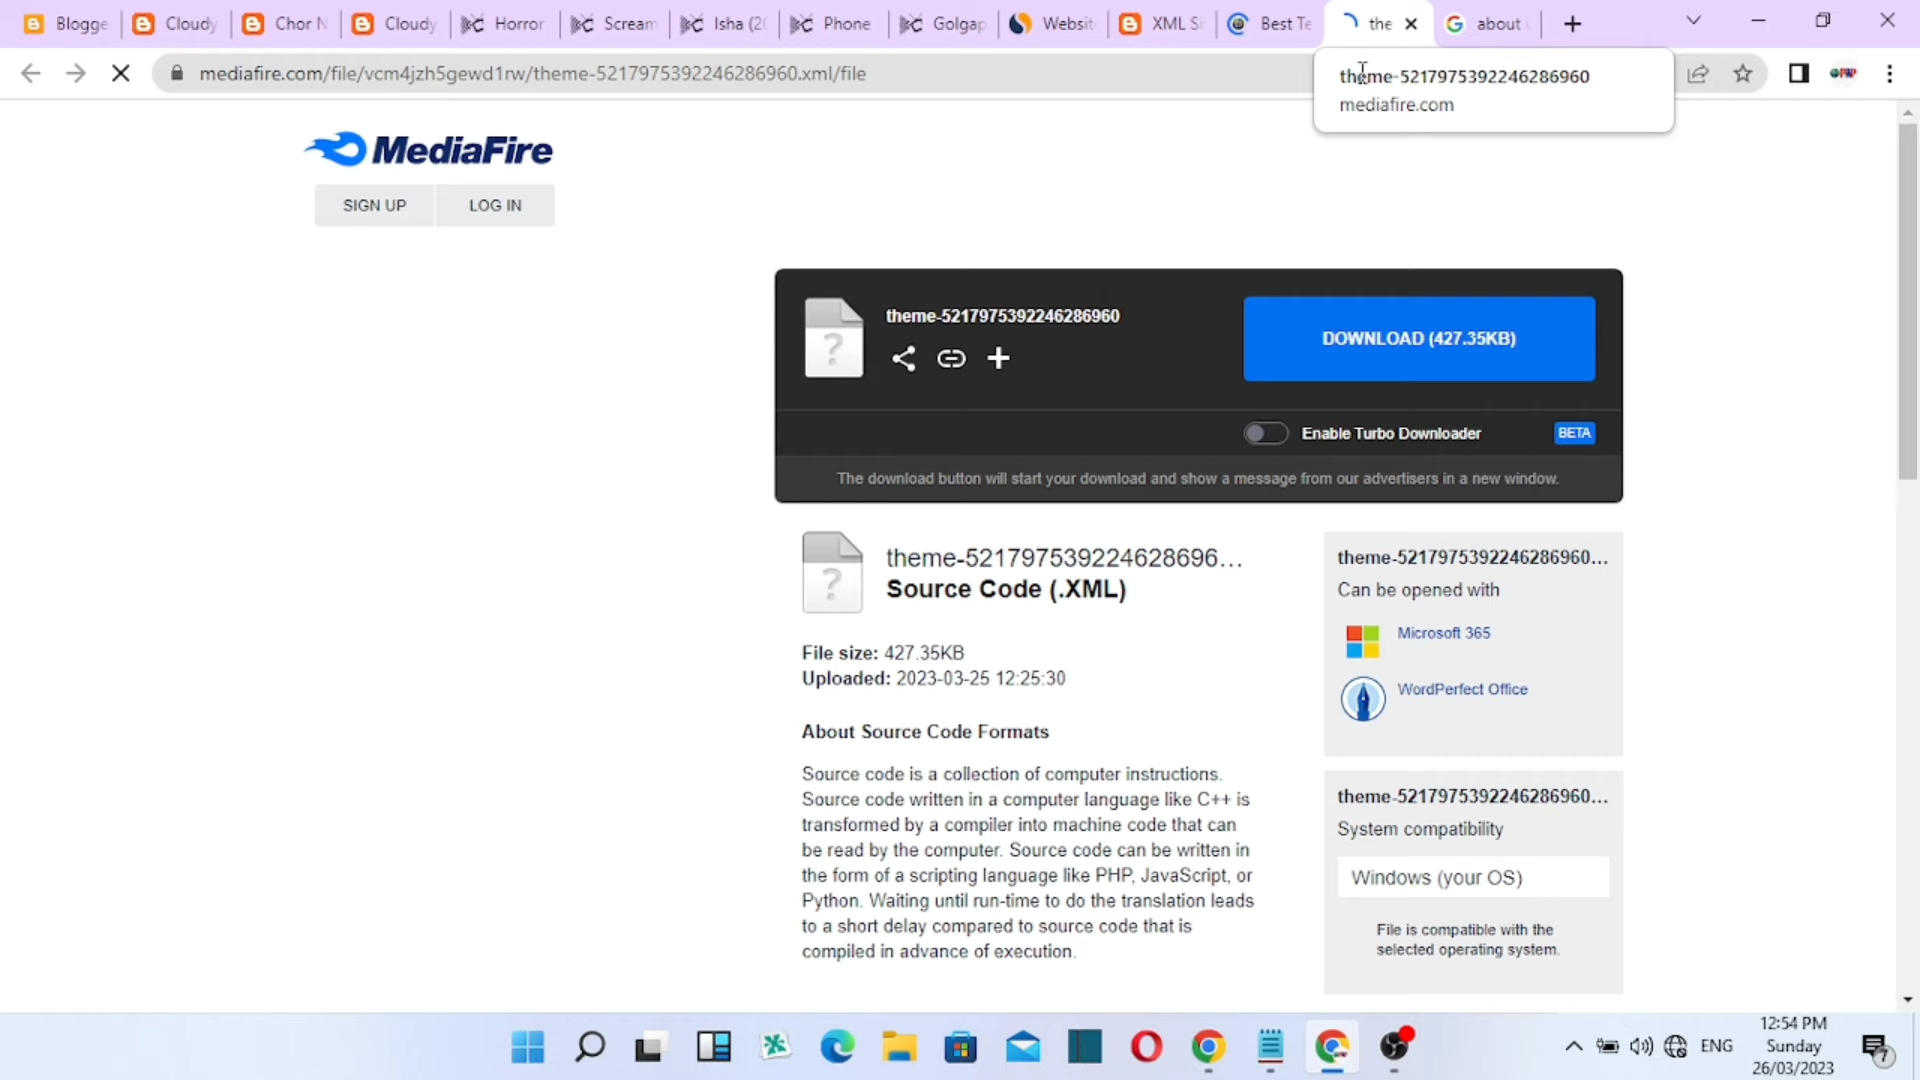 Blogge
Cloudy
Chor N
Cloudy
Horror
Scream
Isha (20
Phone
Golgap
Websit
XML Si
Best Te
the
about
mediafire.com/file/vcm4jzh5gewd1rw/theme-5217975392246286960.xml/file
theme-5217975392246286960
mediafire.com
MediaFire
SIGN UP
LOG IN
theme-5217975392246286960
DOWNLOAD (427.35KB)
Enable Turbo Downloader
BETA
The download button will start your download and show a message from our advertisers in a new window.
theme-521797539224628696...
Source Code (.XML)
File size: 427.35KB
Uploaded: 2023-03-25 12:25:30
About Source Code Formats
Source code is a collection of computer instructions.
Source code written in a computer language like C++ is
transformed by a compiler into machine code that can
be read by the computer. Source code can be written in
the form of a scripting language like PHP, JavaScript, or
Python. Waiting until run-time to do the translation leads
to a short delay compared to source code that is
compiled in advance of execution.
theme-5217975392246286960...
Can be opened with
Microsoft 365
WordPerfect Office
theme-5217975392246286960...
System compatibility
Windows (your OS)
File is compatible with the
selected operating system.
ENG
12:54 PM
Sunday
26/03/2023
7